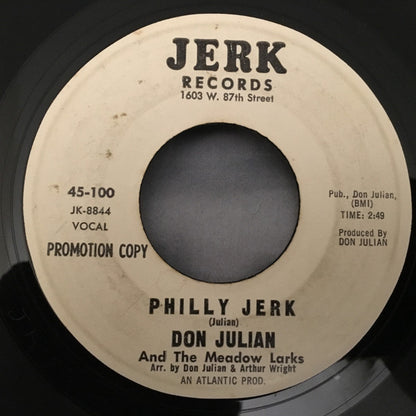 JERK
RECORDS
1603 W. 87th Street
45-100
JK-8844
VOCAL
PROMOTION COPY
Pub., Don Julian,
(BMI)
TIME: 2:49
Produced By
DON JULIAN
PHILLY JERK
(Julian)
DON JULIAN
And The Meadow Larks
Arr. by Don Julian & Arthur Wright
AN ATLANTIC PROD.